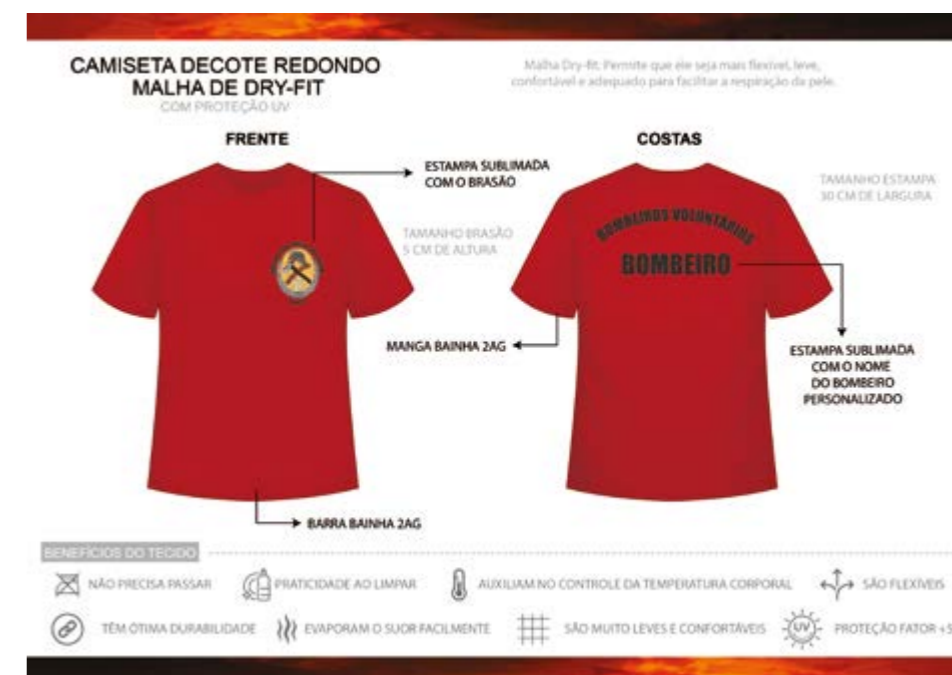 CAMISETA DECOTE REDONDO
MALHA DE DRY-FIT
COM PROTEÇÃO UV
Malha Dry-fit: Permite que ele seja mais flexível, leve,
confortável e adequado para facilitar a respiração da pele.
FRENTE
COSTAS
ESTAMPA SUBLIMADA
COM O BRASÃO
TAMANHO BRASÃO
5 CM DE ALTURA
TAMANHO ESTAMPA
30 CM DE LARGURA
BOMBEIROS VOLUNTÁRIOS
BOMBEIRO
MANGA BAINHA 2AG
ESTAMPA SUBLIMADA
COM O NOME
DO BOMBEIRO
PERSONALIZADO
BARRA BAINHA 2AG
BENEFÍCIOS DO TECIDO
NÃO PRECISA PASSAR
PRATICIDADE AO LIMPAR
AUXILIAM NO CONTROLE DA TEMPERATURA CORPORAL
SÃO FLEXÍVEIS
TÊM ÓTIMA DURABILIDADE
EVAPORAM O SUOR FACILMENTE
SÃO MUITO LEVES E CONFORTÁVEIS
UV
PROTEÇÃO FATOR +5